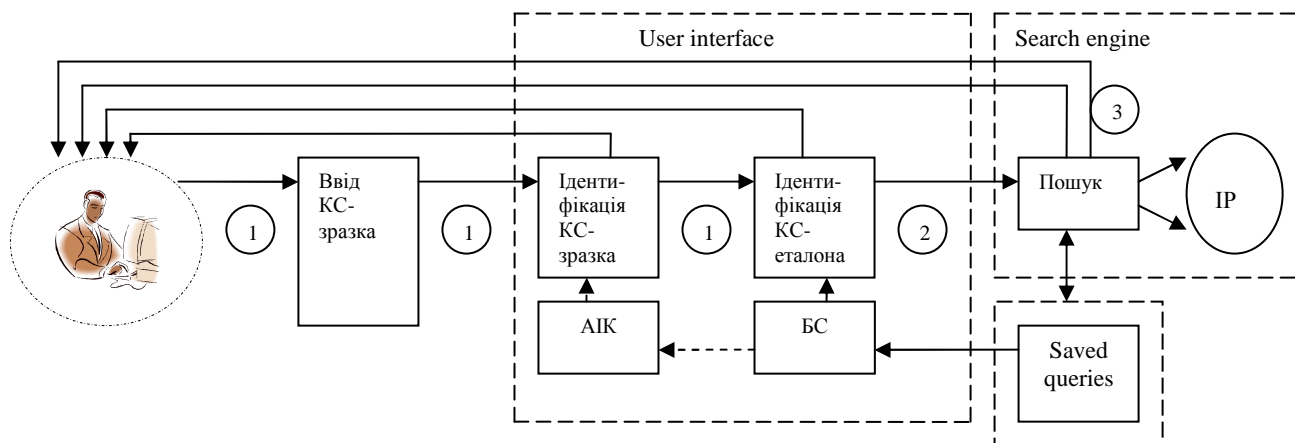 User interface
Search engine
3
Ввід
КС-
зразка
Іденти-
фікація
КС-
зразка
Іденти-
фікація
КС-
еталона
Пошук
ІР
1
1
1
2
АІК
БС
Saved
queries